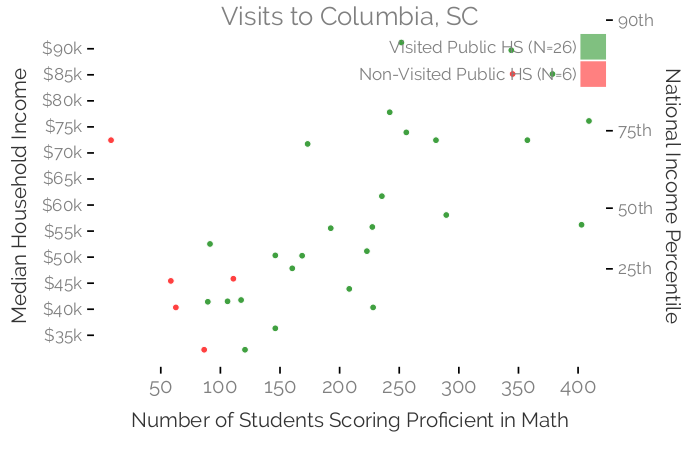 Visits to Columbia, SC
Visited Public HS (N=26)
Non-Visited Public HS (N=6)
Median Household Income
$90k
$85k
$80k
$75k
$70k
$65k
$60k
$55k
$50k
$45k
$40k
$35k
90th
75th
50th
25th
National Income Percentile
50 100 150 200 250 300 350 400
Number of Students Scoring Proficient in Math